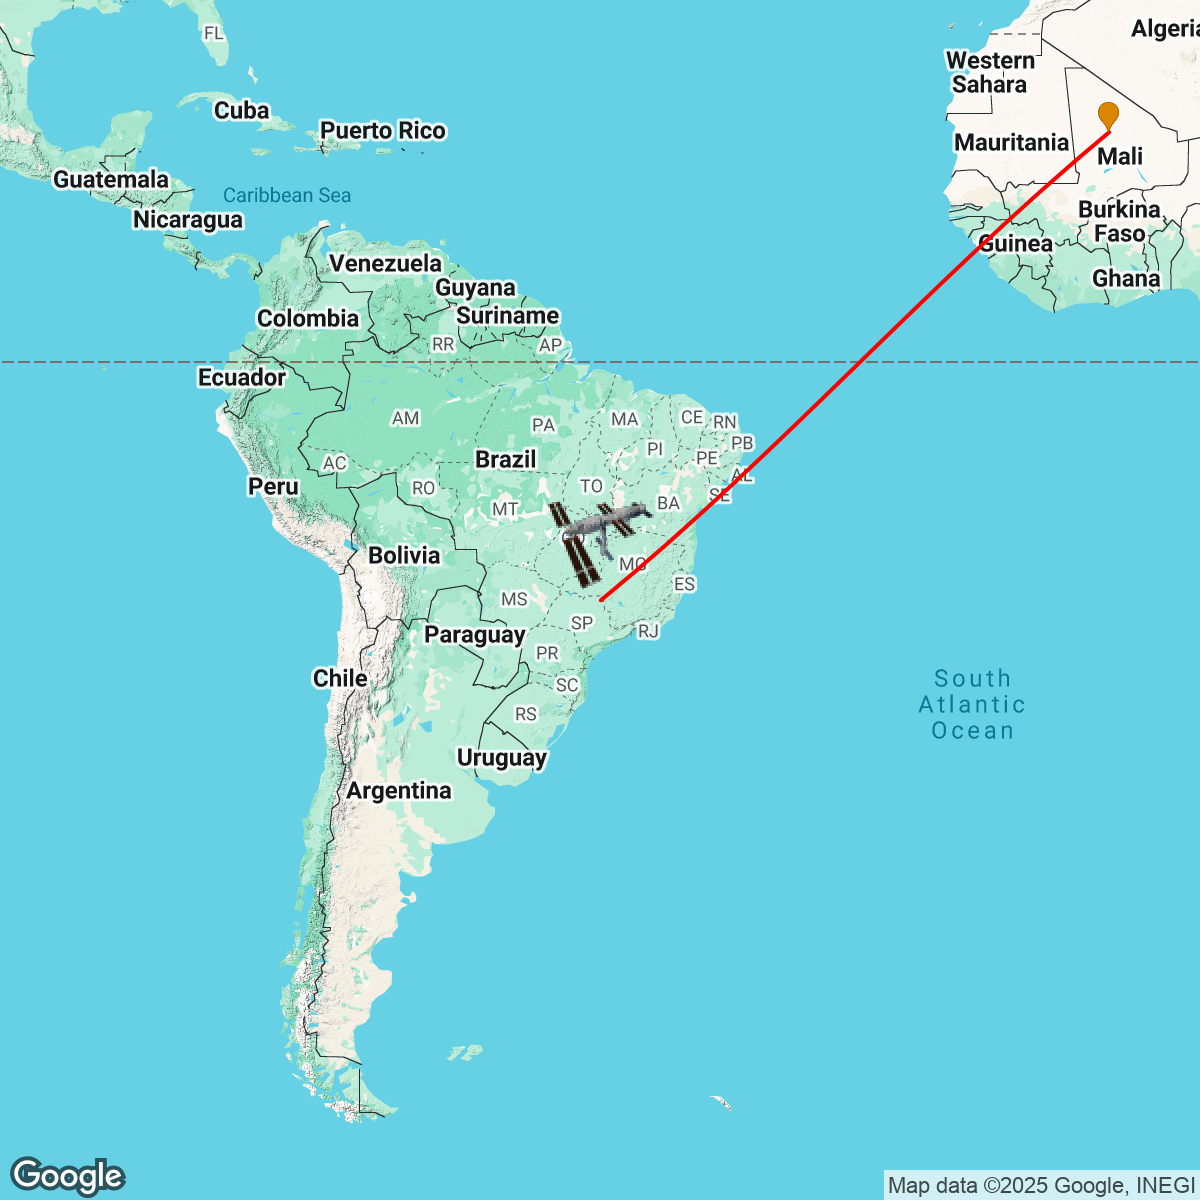 FL
Algeria
Western
Sahara
Cuba
Puerto Rico
Mauritania
Mali
Guatemala
Caribbean Sea
Nicaragua
Burkina
Faso
Guinea
Venezuela
Guyana
Ghana
Colombia
Suriname
RR
AP
Ecuador
AM
PA
MA
CE
RN
PB
PI
PE
Brazil
AC
AL
Peru
RO
TO
SE
MT
BA
Bolivia
MG
ES
MS
SP
RJ
Paraguay
PR
Chile
SC
South
Atlantic
Ocean
RS
Uruguay
Argentina
Google
Map data ©2025 Google, INEGI